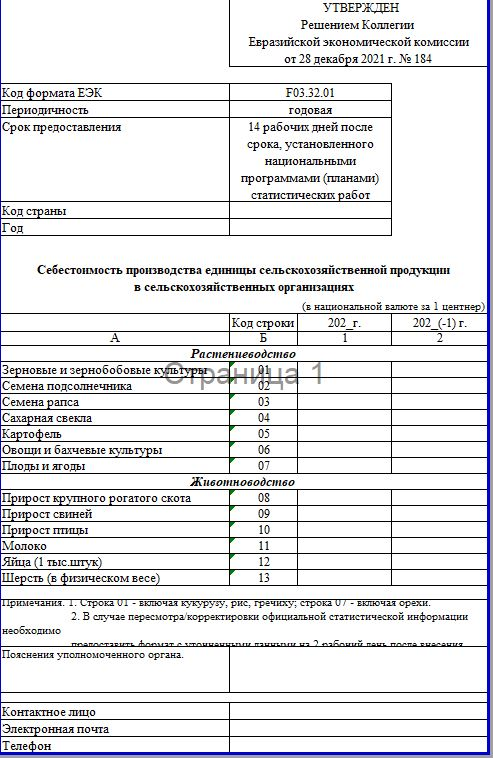 УТВЕРЖДЕН
Решением Коллегии
Евразийской экономической комиссии
от 28 декабря 2021 г. № 184
Код формата ЕЭК F03.32.01
Периодичность годовая
Срок предоставления 14 рабочих дней после
срока, установленного
национальными
программами (планами)
статистических работ
Код страны
Год
Себестоимость производства единицы сельскохозяйственной продукции
в сельскохозяйственных организациях
(в национальной валюте за 1 центнер)
Код строки 202_г. 202_(-1) г.
А Б 1 2
Растениеводство
Зерновые и зернобобовые культуры 01
Страница 1
Семена подсолнечника 02
Семена рапса 03
Сахарная свекла 04
Картофель 05
Овощи и бахчевые культуры 06
Плоды и ягоды 07
Животноводство
Прирост крупного рогатого скота 08
Прирост свиней 09
Прирост птицы 10
Молоко 11
Яйца (1 тыс.штук) 12
Шерсть (в физическом весе) 13
Примечания. 1. Строка 01 - включая кукурузу, рис, гречиху; строка 07 - включая орехи.
2. В случае пересмотра/корректировки официальной статистической информации
необходимо
предоставить формат с уточненными данными на 2 рабочий день после внесения
Пояснения уполномоченного органа.
Контактное лицо
Электронная почта
Телефон